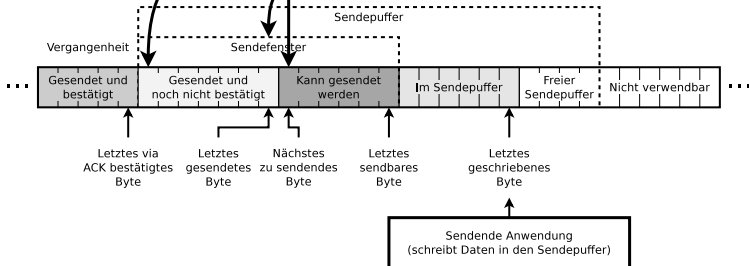 Sendepuffer
Vergangenheit
Sendefenster
Gesendet und
bestätigt
Gesendet und
noch nicht bestätigt
Kann gesendet
werden
Im Sendepuffer
Freier
Sendepuffer
Nicht verwendbar
Letztes via
ACK bestätigtes
Byte
Letztes
gesendetes
Byte
Nächstes
zu sendendes
Byte
Letztes
sendbares
Byte
Letztes
geschriebenes
Byte
Sendende Anwendung
(schreibt Daten in den Sendepuffer)